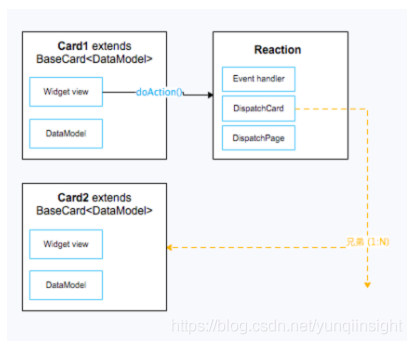 Card1 extends
BaseCard<DataModel>
Widget view
DataModel
doAction()
Reaction
Event handler
DispatchCard
DispatchPage
Card2 extends
BaseCard<DataModel>
Widget view
DataModel
兄弟 (1:N)
https://blog.csdn.net/yunqiinsight